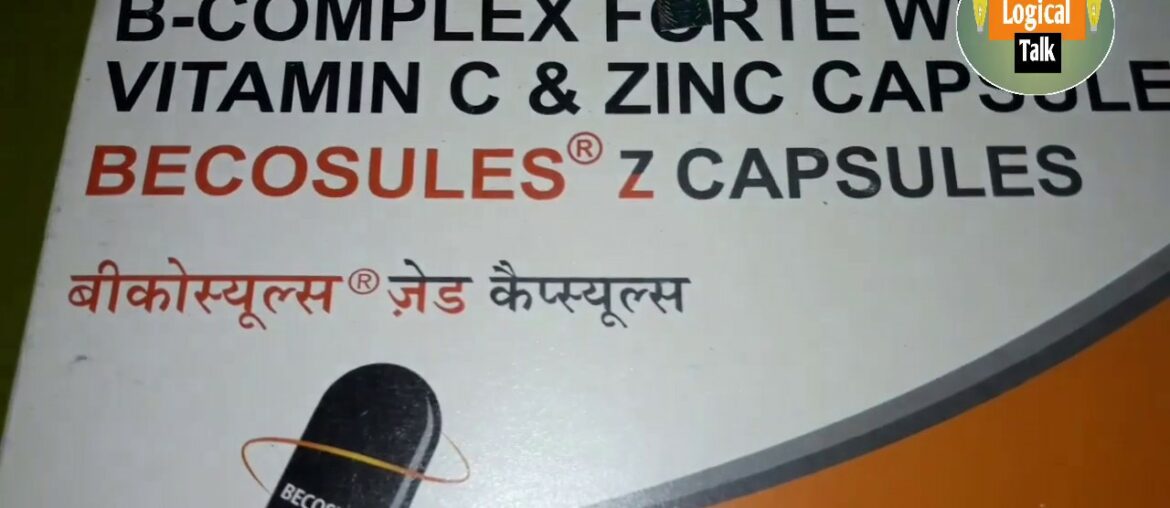 B-COMPLEX FORTE W
VITAMIN C & ZINC CAPSULE
BECOSULES® Z CAPSULES
बीकोस्यूल्स® ज़ेड कैप्स्यूल्स
Logical
Talk